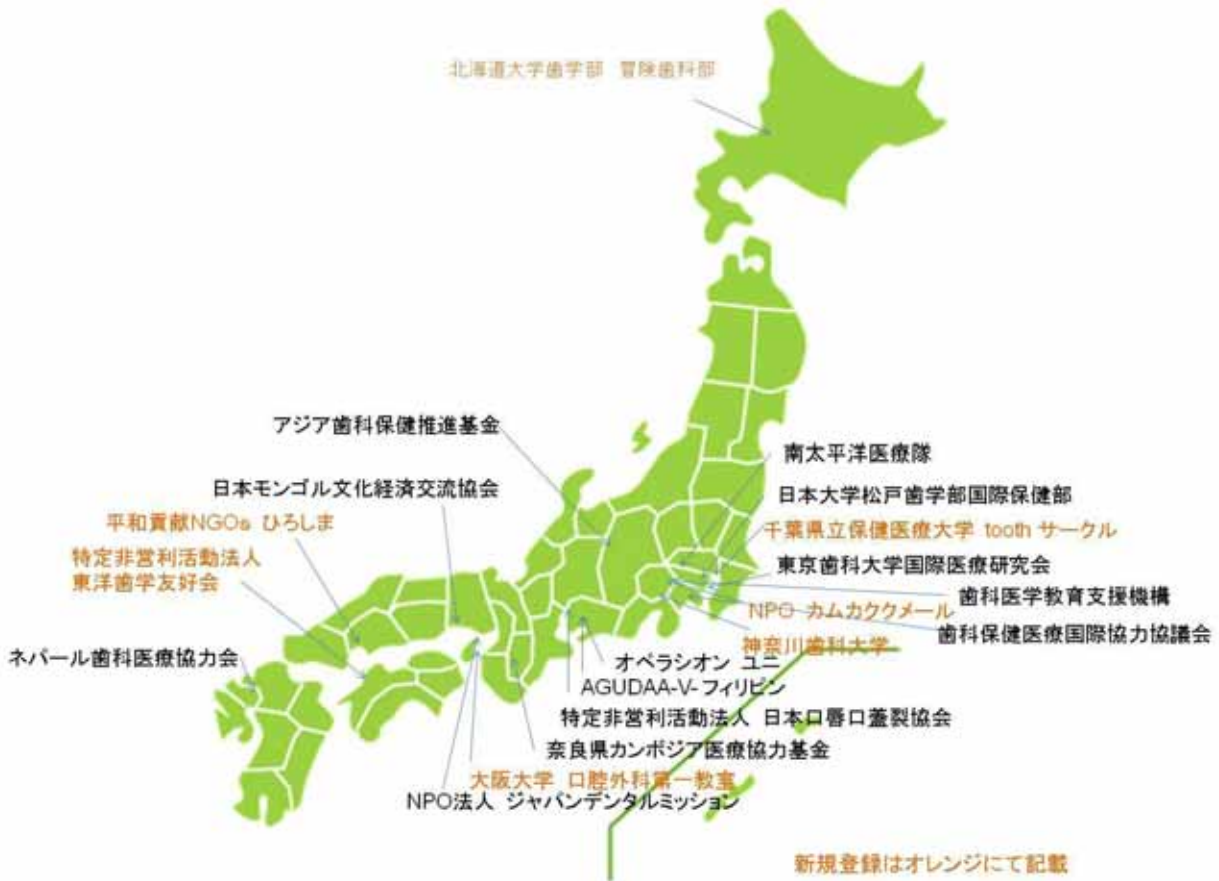 北海道大学歯学部 冒険歯科部
アジア歯科保健推進基金
南太平洋医療隊
日本モンゴル文化経済交流協会
日本大学松戸歯学部国際保健部
平和貢献NGOs ひろしま
千葉県立保健医療大学 tooth サークル
特定非営利活動法人
東洋歯学友好会
東京歯科大学国際医療研究会
歯科医学教育支援機構
NPO カムカククメール
歯科保健医療国際協力協議会
神奈川歯科大学
ネパール歯科医療協力会
オペラシオン ユニ
AGUDAA-V-フィリピン
特定非営利活動法人 日本口唇口蓋裂協会
奈良県カンボジア医療協力基金
大阪大学 口腔外科第一教室
NPO法人 ジャパンデンタルミッション
新規登録はオレンジにて記載